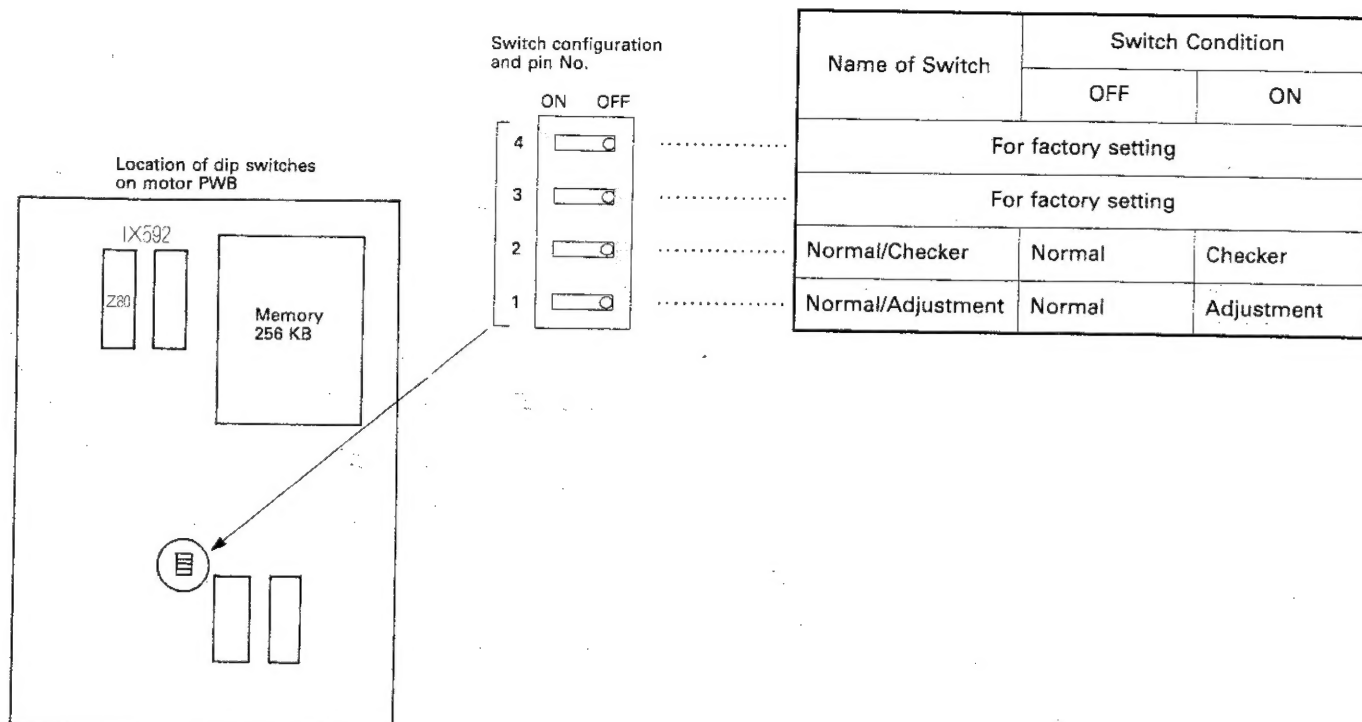 Switch configuration
and pin No.
ON OFF
4
3
2
1
Name of Switch
Switch Condition
OFF ON
For factory setting
For factory setting
Normal/Checker Normal Checker
Normal/Adjustment Normal Adjustment
Location of dip switches
on motor PWB
IX592
Z80
Memory
256 KB